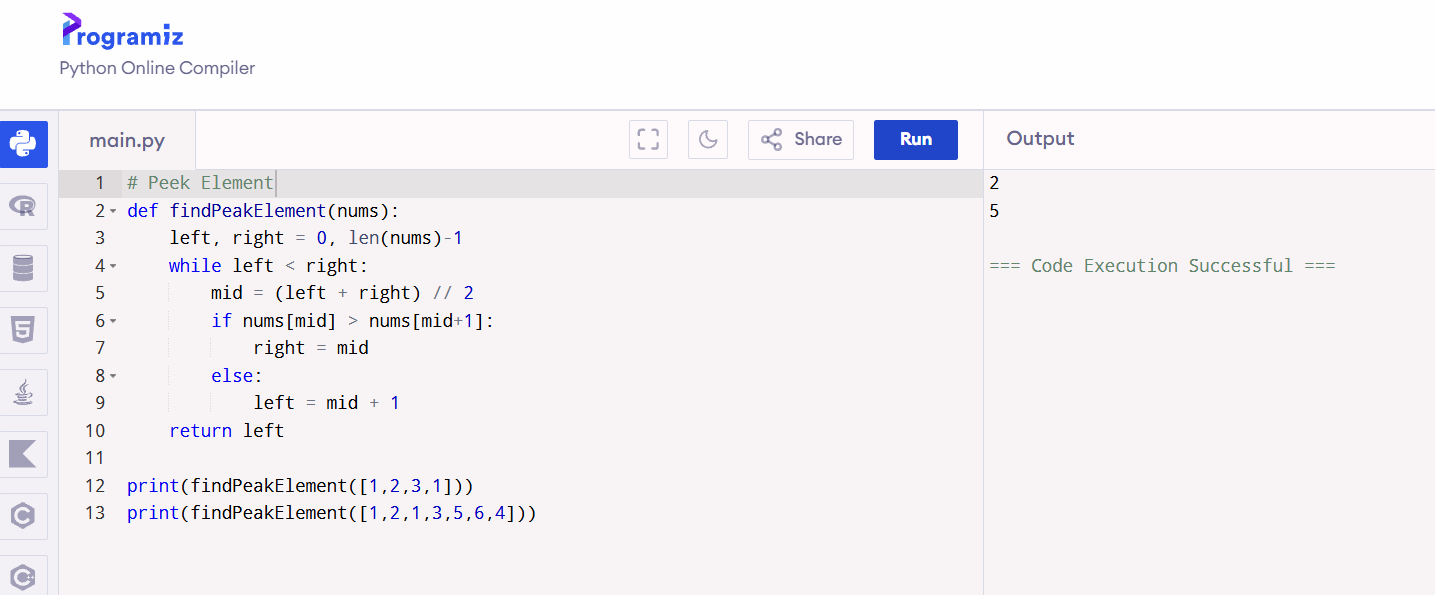 Programiz
Python Online Compiler
main.py
Share
Run
Output
1 # Peek Element
2 def findPeakElement(nums):
3     left, right = 0, len(nums)-1
4     while left < right:
5         mid = (left + right) // 2
6         if nums[mid] > nums[mid+1]:
7             right = mid
8         else:
9             left = mid + 1
10     return left
11
12 print(findPeakElement([1,2,3,1]))
13 print(findPeakElement([1,2,1,3,5,6,4]))
2
5
=== Code Execution Successful ===